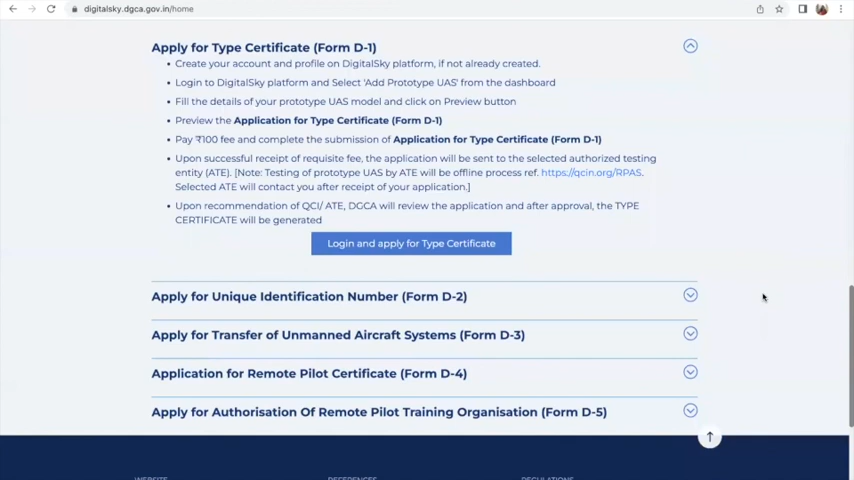 digitalsky.dgca.gov.in/home
Apply for Type Certificate (Form D-1)
• Create your account and profile on DigitalSky platform, if not already created.
• Login to DigitalSky platform and Select 'Add Prototype UAS' from the dashboard
• Fill the details of your prototype UAS model and click on Preview button
• Preview the Application for Type Certificate (Form D-1)
• Pay ₹100 fee and complete the submission of Application for Type Certificate (Form D-1)
• Upon successful receipt of requisite fee, the application will be sent to the selected authorized testing
entity (ATE). [Note: Testing of prototype UAS by ATE will be offline process ref. https://qcin.org/RPAS.
Selected ATE will contact you after receipt of your application.]
• Upon recommendation of QCI/ ATE, DGCA will review the application and after approval, the TYPE
CERTIFICATE will be generated
Login and apply for Type Certificate
Apply for Unique Identification Number (Form D-2)
Apply for Transfer of Unmanned Aircraft Systems (Form D-3)
Application for Remote Pilot Certificate (Form D-4)
Apply for Authorisation Of Remote Pilot Training Organisation (Form D-5)
WEBSITE REFERENCES REGULATIONS